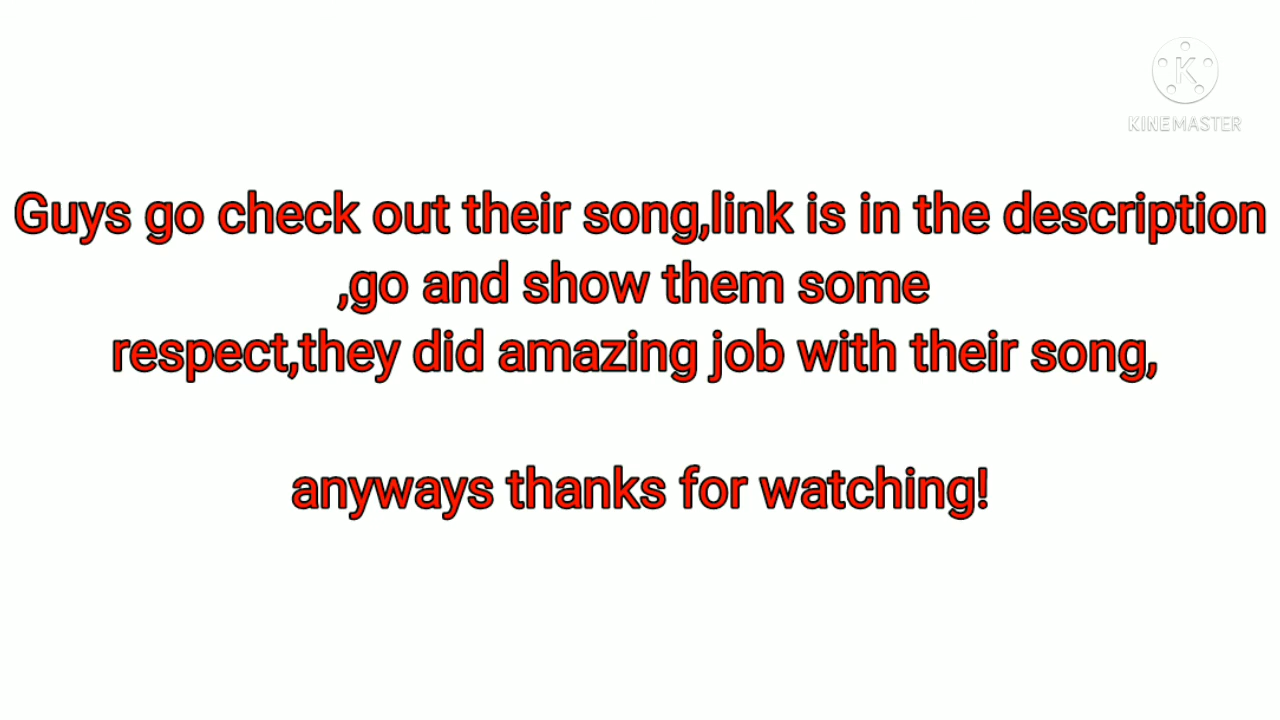 K
KINEMASTER
Guys go check out their song,link is in the description
,go and show them some
respect,they did amazing job with their song,
anyways thanks for watching!